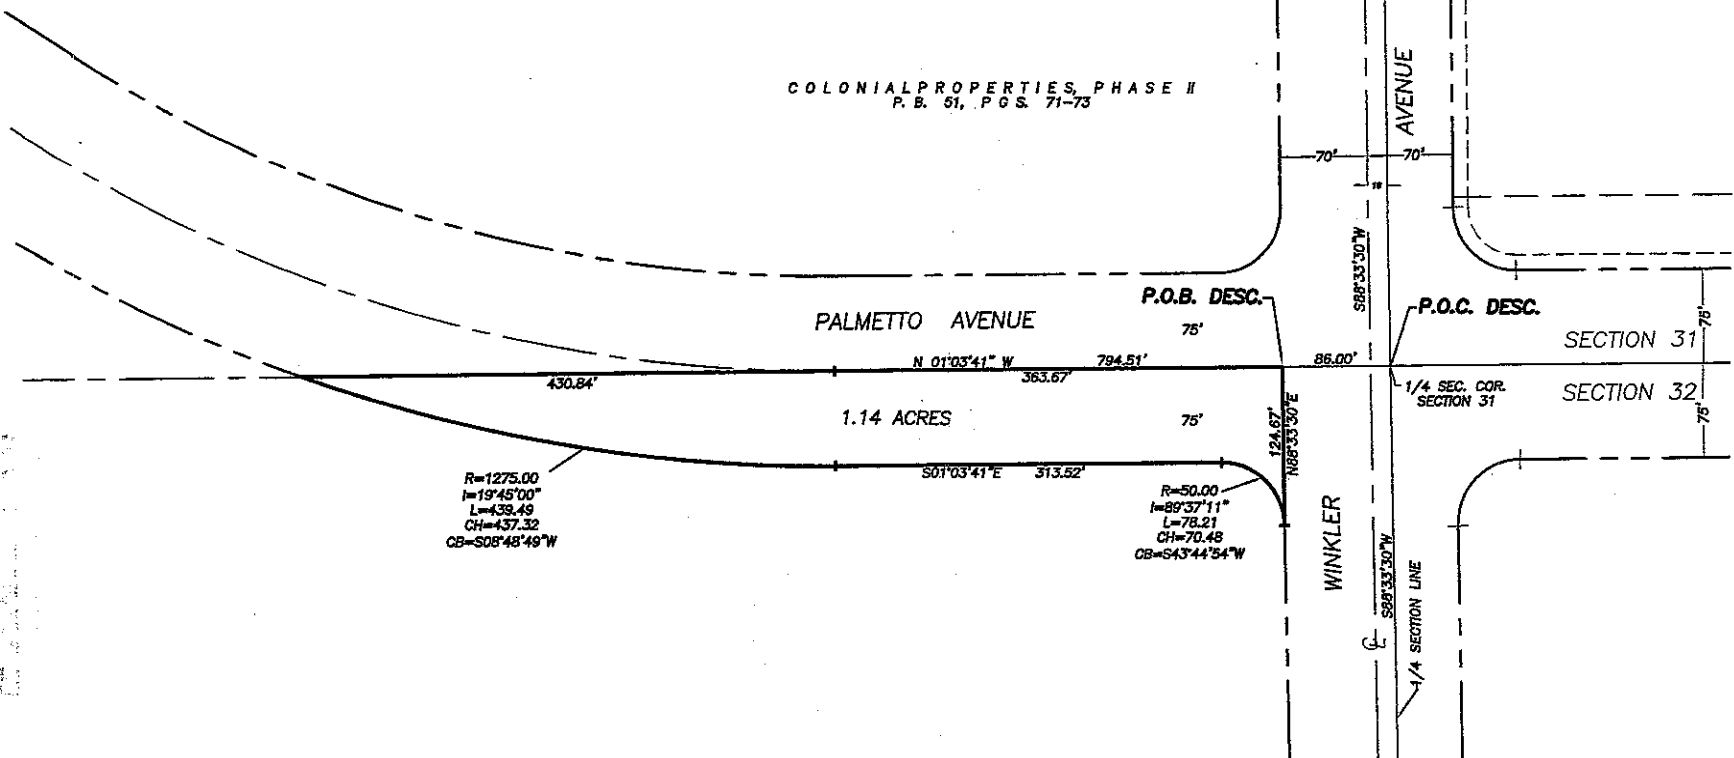 COLONIAL PROPERTIES, PHASE II
P. B. 51, PGS. 71-73
AVENUE
70'
70'
S88°33'30"W
P.O.B. DESC.
P.O.C. DESC.
PALMETTO AVENUE
75'
75'
SECTION 31
N 01°03'41" W 794.51'
86.00'
430.84'
363.67'
1/4 SEC. COR.
SECTION 31
SECTION 32
1.14 ACRES
75'
75'
124.67'
N88°33'30"E
S01°03'41"E 313.52'
R=1275.00
I=19°45'00"
L=439.49
CH=437.32
CB=S08°48'49"W
R=50.00
I=89°37'11"
L=78.21
CH=70.48
CB=S43°44'54"W
WINKLER
S88°33'30"W
1/4 SECTION LINE